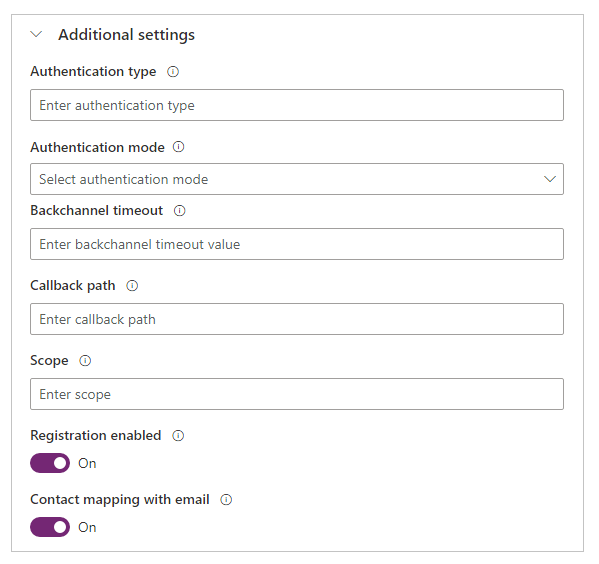 Additional settings
Authentication type
Enter authentication type
Authentication mode
Select authentication mode
Backchannel timeout
Enter backchannel timeout value
Callback path
Enter callback path
Scope
Enter scope
Registration enabled
On
Contact mapping with email
On